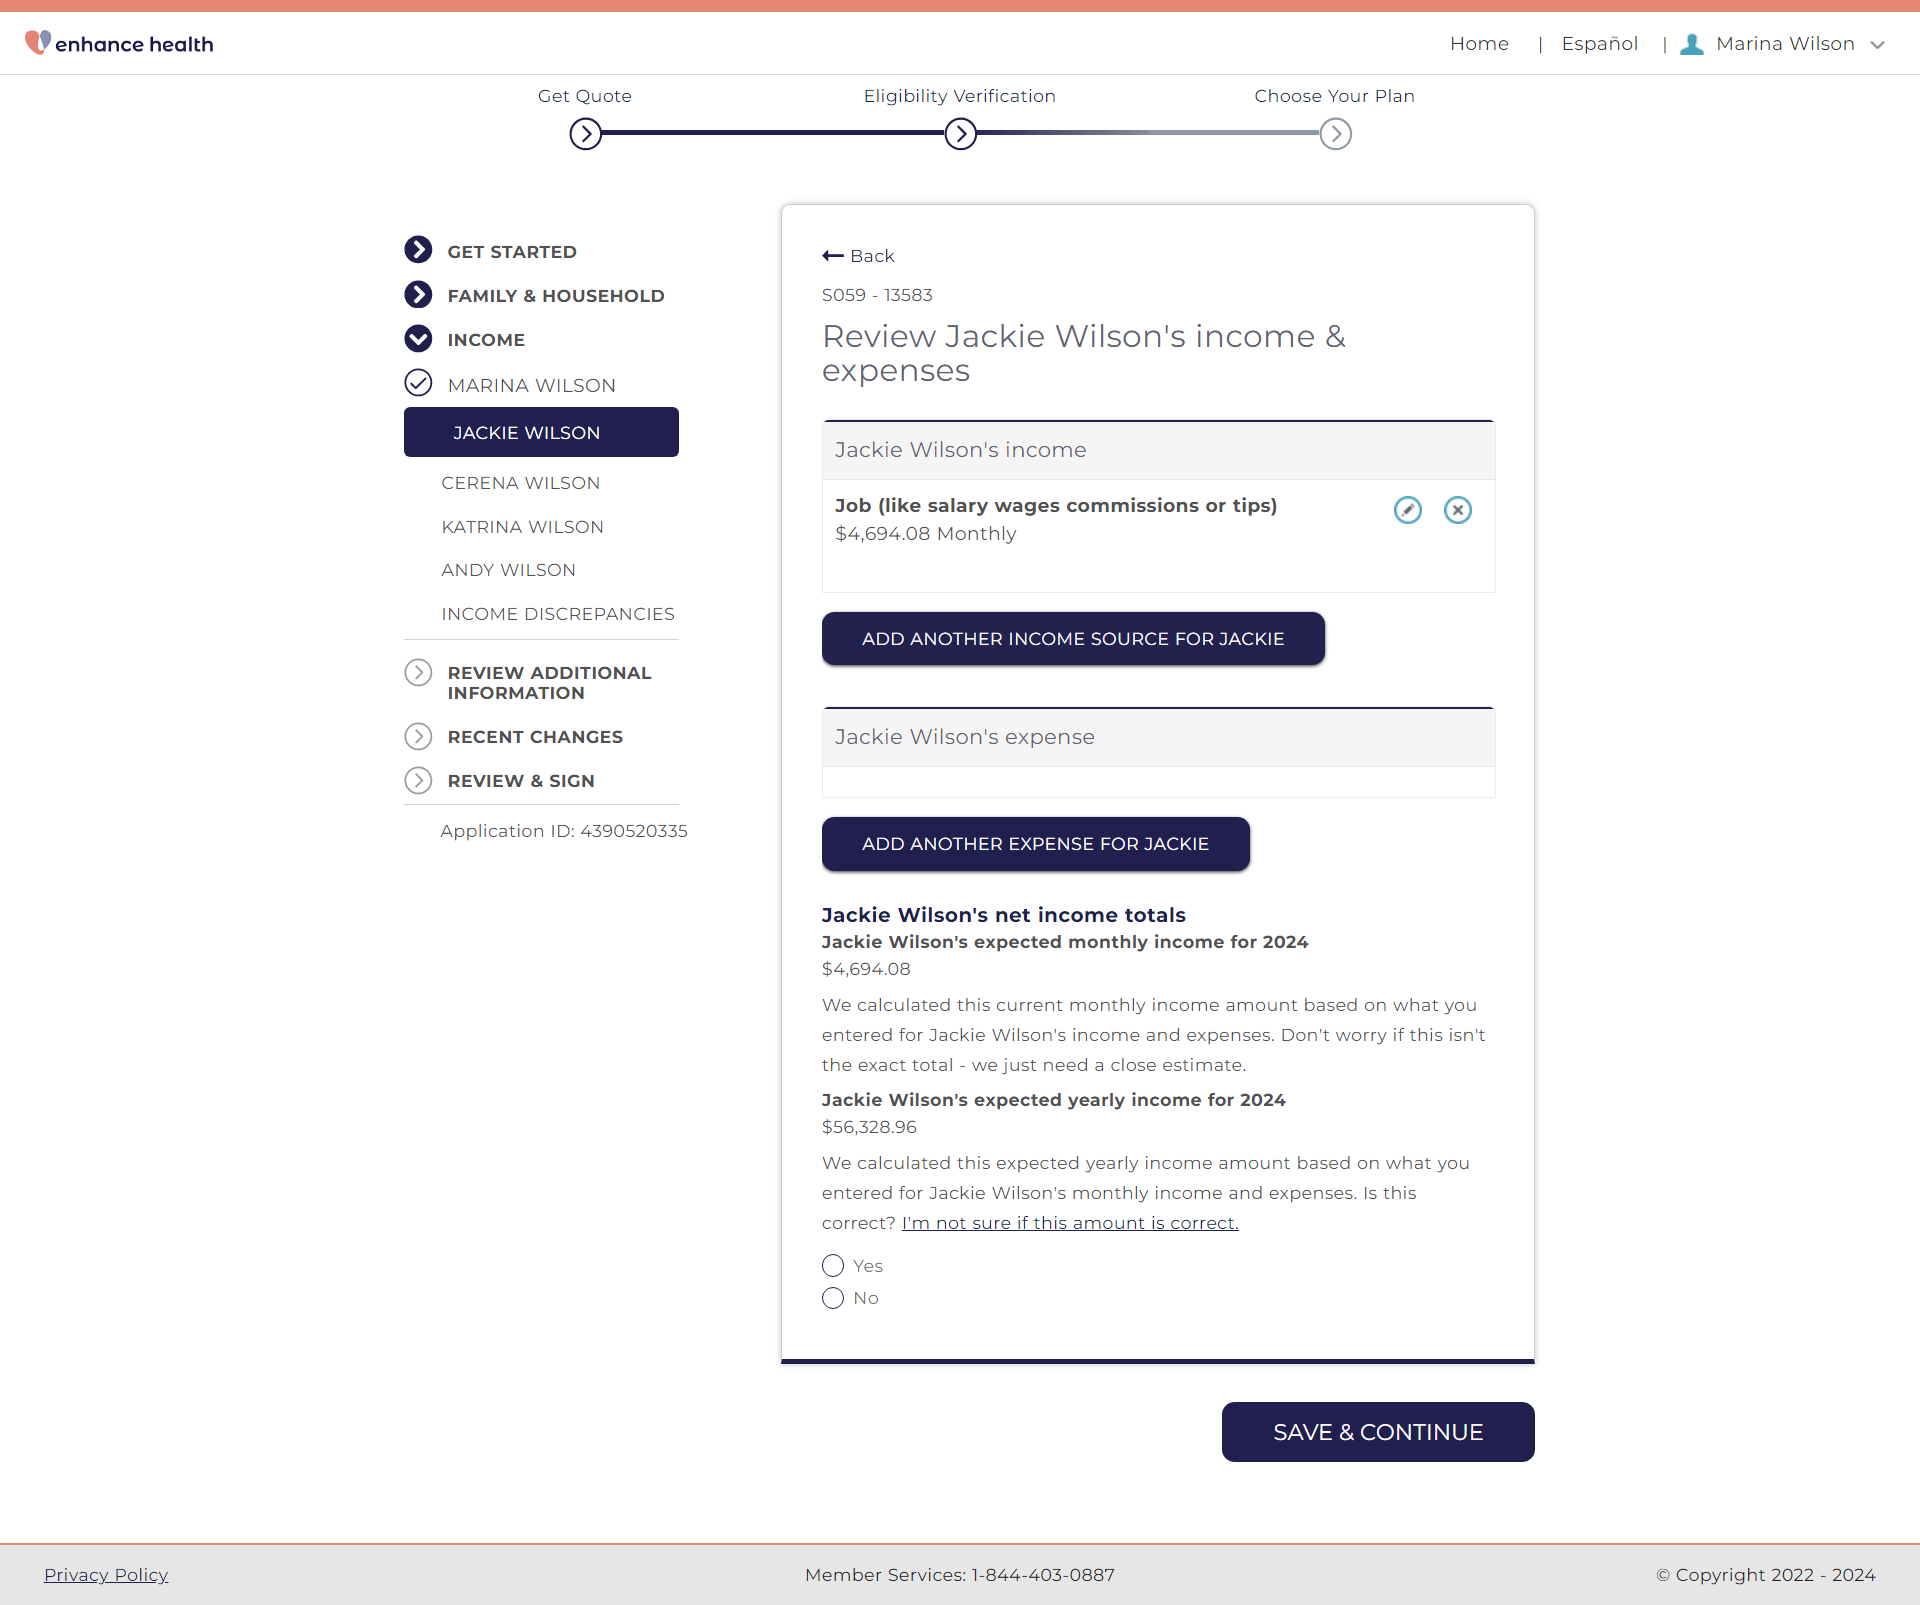 enhance health
Home | Español | Marina Wilson
Get Quote
Eligibility Verification
Choose Your Plan
GET STARTED
FAMILY & HOUSEHOLD
INCOME
MARINA WILSON
JACKIE WILSON
CERENA WILSON
KATRINA WILSON
ANDY WILSON
INCOME DISCREPANCIES
REVIEW ADDITIONAL
INFORMATION
RECENT CHANGES
REVIEW & SIGN
Application ID: 4390520335
Back
S059 - 13583
Review Jackie Wilson's income &
expenses
Jackie Wilson's income
Job (like salary wages commissions or tips)
$4,694.08 Monthly
ADD ANOTHER INCOME SOURCE FOR JACKIE
Jackie Wilson's expense
ADD ANOTHER EXPENSE FOR JACKIE
Jackie Wilson's net income totals
Jackie Wilson's expected monthly income for 2024
$4,694.08
We calculated this current monthly income amount based on what you
entered for Jackie Wilson's income and expenses. Don't worry if this isn't
the exact total - we just need a close estimate.
Jackie Wilson's expected yearly income for 2024
$56,328.96
We calculated this expected yearly income amount based on what you
entered for Jackie Wilson's monthly income and expenses. Is this
correct? I'm not sure if this amount is correct.
Yes
No
SAVE & CONTINUE
Privacy Policy
Member Services: 1-844-403-0887
© Copyright 2022 - 2024